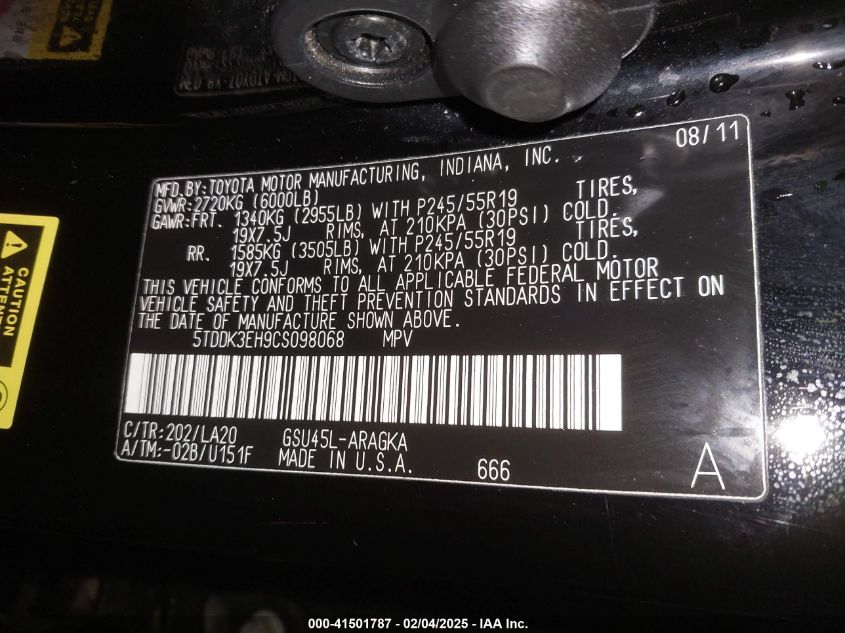 08/11
MFD.BY:TOYOTA MOTOR MANUFACTURING, INDIANA, INC.
GVWR:2720KG (6000LB)
GAWR:FRT. 1340KG (2955LB) WITH P245/55R19 TIRES,
19X7.5J RIMS, AT 210KPA (30PSI) COLD.
RR. 1585KG (3505LB) WITH P245/55R19 TIRES,
19X7.5J RIMS, AT 210KPA (30PSI) COLD.
THIS VEHICLE CONFORMS TO ALL APPLICABLE FEDERAL MOTOR
VEHICLE SAFETY AND THEFT PREVENTION STANDARDS IN EFFECT ON
THE DATE OF MANUFACTURE SHOWN ABOVE.
5TDDK3EH9CS098068 MPV
C/TR:202/LA20 GSU45L-ARAGKA
A/TM:-02B/U151F MADE IN U.S.A. 666 A
CAUTION
000-41501787 - 02/04/2025 - IAA Inc.